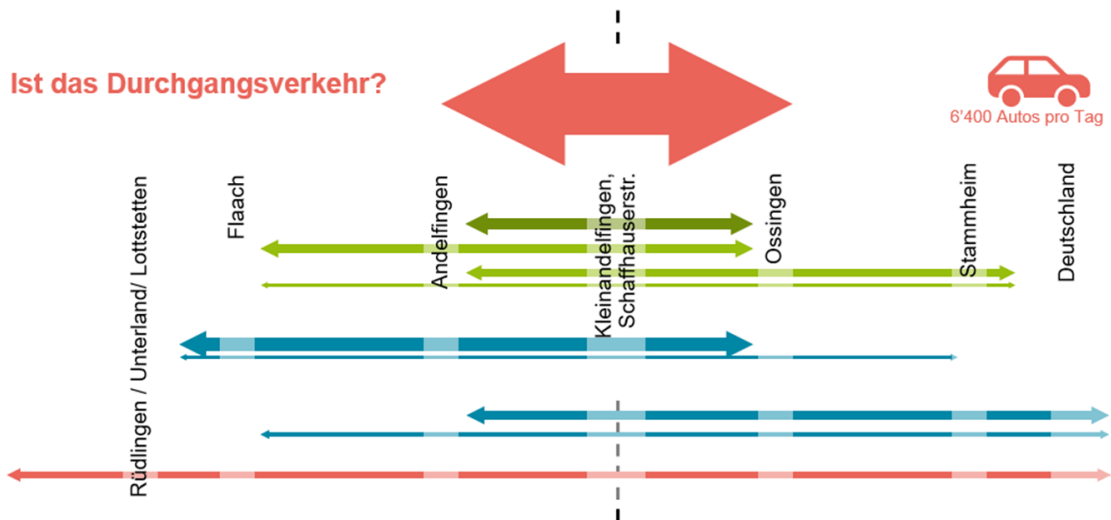 Ist das Durchgangsverkehr?
6'400 Autos pro Tag
Rüdlingen / Unterland/ Lottstetten
Flaach
Andelfingen
Kleinandelfingen,
Schaffhauserstr.
Ossingen
Stammheim
Deutschland